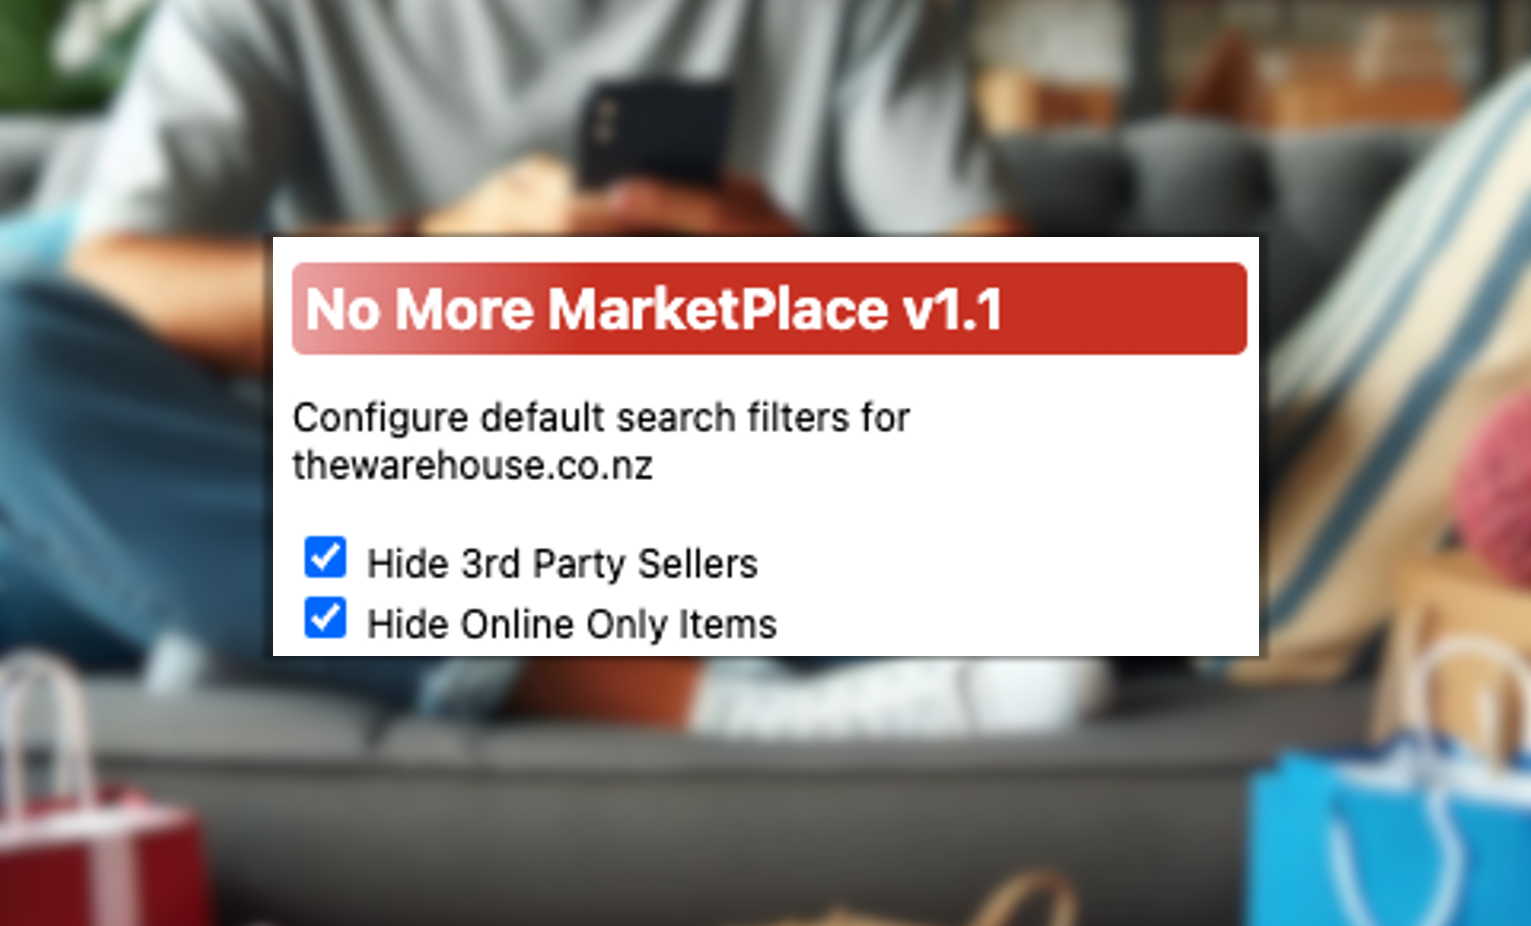 No More MarketPlace v1.1
Configure default search filters for
thewarehouse.co.nz
Hide 3rd Party Sellers
Hide Online Only Items